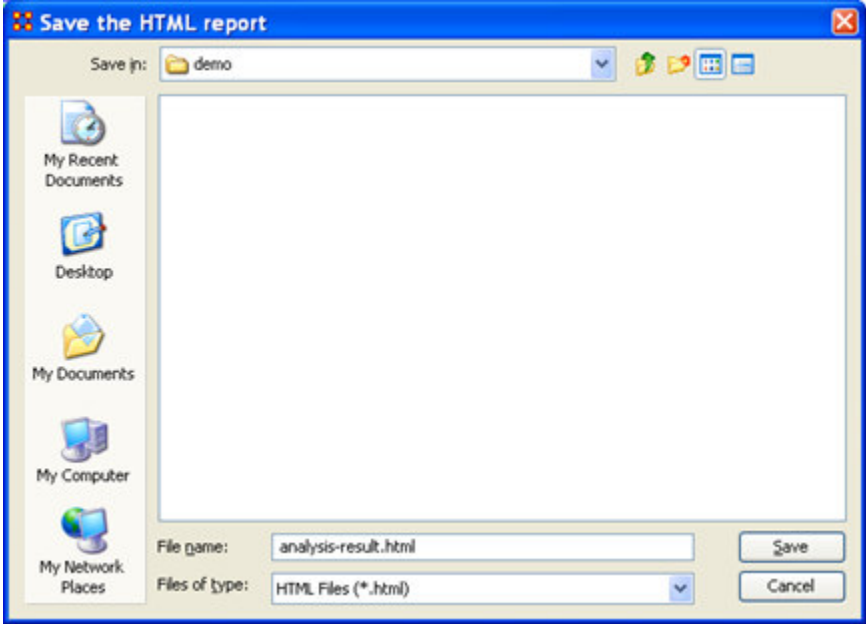 Save the HTML report
Save in:
demo
My Recent
Documents
Desktop
My Documents
My Computer
My Network
Places
File name:
analysis-result.html
Save
Files of type:
HTML Files (*.html)
Cancel